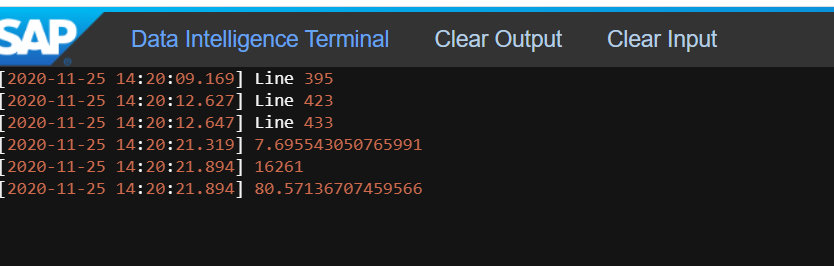 SAP Data Intelligence Terminal Clear Output Clear Input
[2020-11-25 14:20:09.169] Line 395
[2020-11-25 14:20:12.627] Line 423
[2020-11-25 14:20:12.647] Line 433
[2020-11-25 14:20:21.319] 7.695543050765991
[2020-11-25 14:20:21.894] 16261
[2020-11-25 14:20:21.894] 80.57136707459566